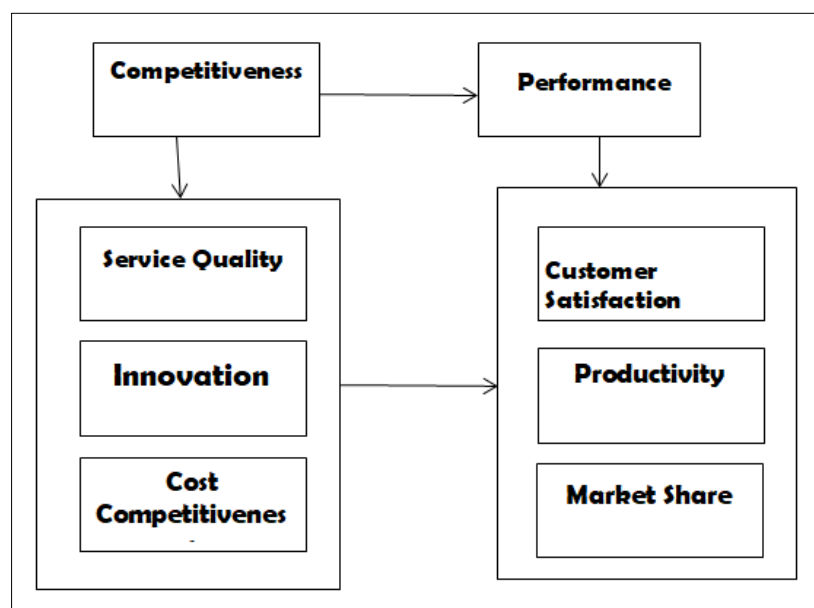 Competitiveness
Performance
Service Quality
Innovation
Cost
Competitivenes
Customer
Satisfaction
Productivity
Market Share